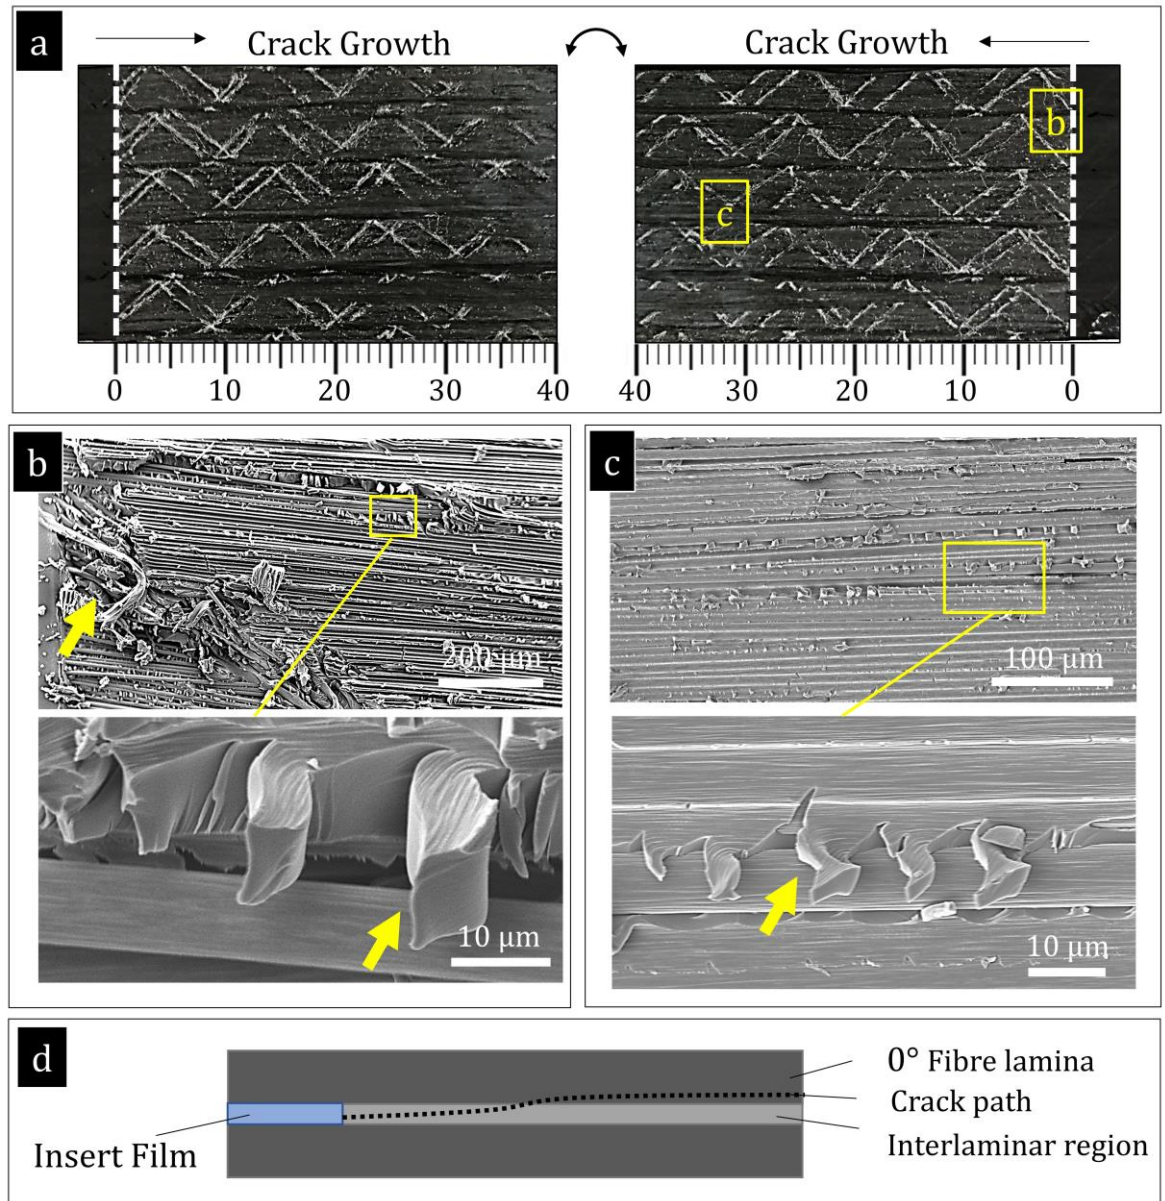 a
Crack Growth
Crack Growth
b
c
0 10 20 30 40
40 30 20 10 0
b
200 µm
10 µm
c
100 µm
10 µm
d
0° Fibre lamina
Crack path
Interlaminar region
Insert Film